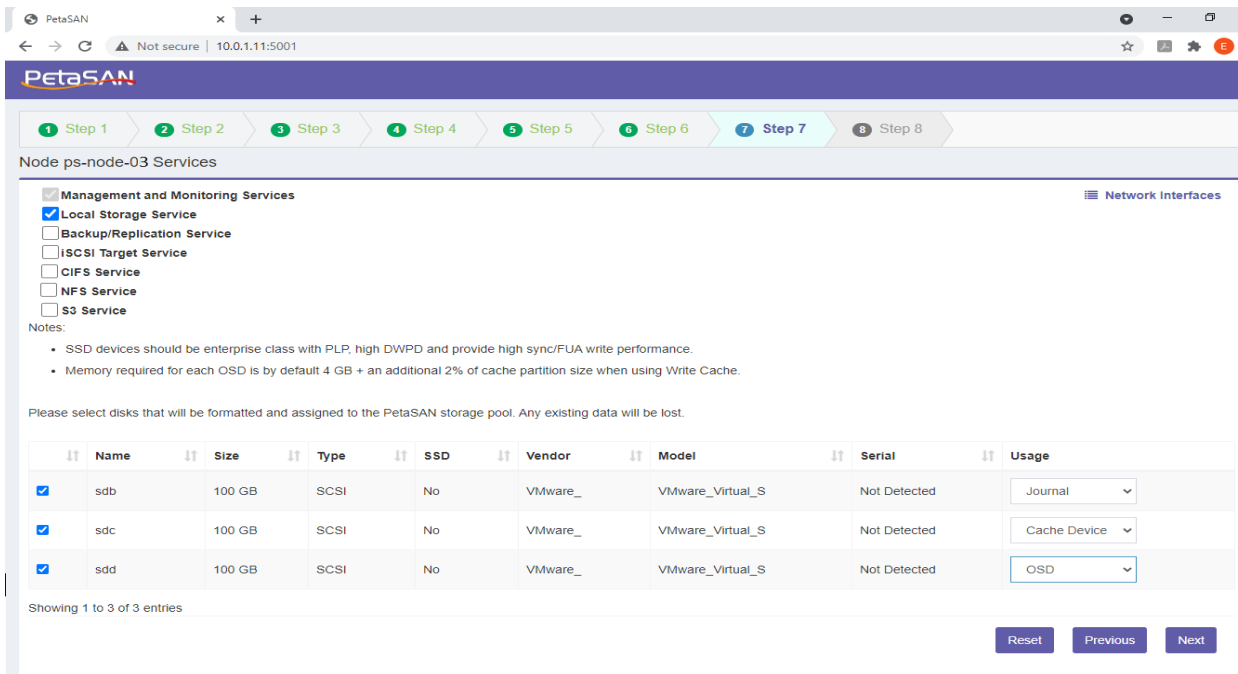 PetaSAN
Not secure | 10.0.1.11:5001
E
PetaSAN
1 Step 1 2 Step 2 3 Step 3 4 Step 4 5 Step 5 6 Step 6 7 Step 7 8 Step 8
Node ps-node-03 Services
Management and Monitoring Services
Network Interfaces
Local Storage Service
Backup/Replication Service
iSCSI Target Service
CIFS Service
NFS Service
S3 Service
Notes:
• SSD devices should be enterprise class with PLP, high DWPD and provide high sync/FUA write performance.
• Memory required for each OSD is by default 4 GB + an additional 2% of cache partition size when using Write Cache.
Please select disks that will be formatted and assigned to the PetaSAN storage pool. Any existing data will be lost.
Name Size Type SSD Vendor Model Serial Usage
sdb 100 GB SCSI No VMware_ VMware_Virtual_S Not Detected Journal
sdc 100 GB SCSI No VMware_ VMware_Virtual_S Not Detected Cache Device
sdd 100 GB SCSI No VMware_ VMware_Virtual_S Not Detected OSD
Showing 1 to 3 of 3 entries
Reset Previous Next